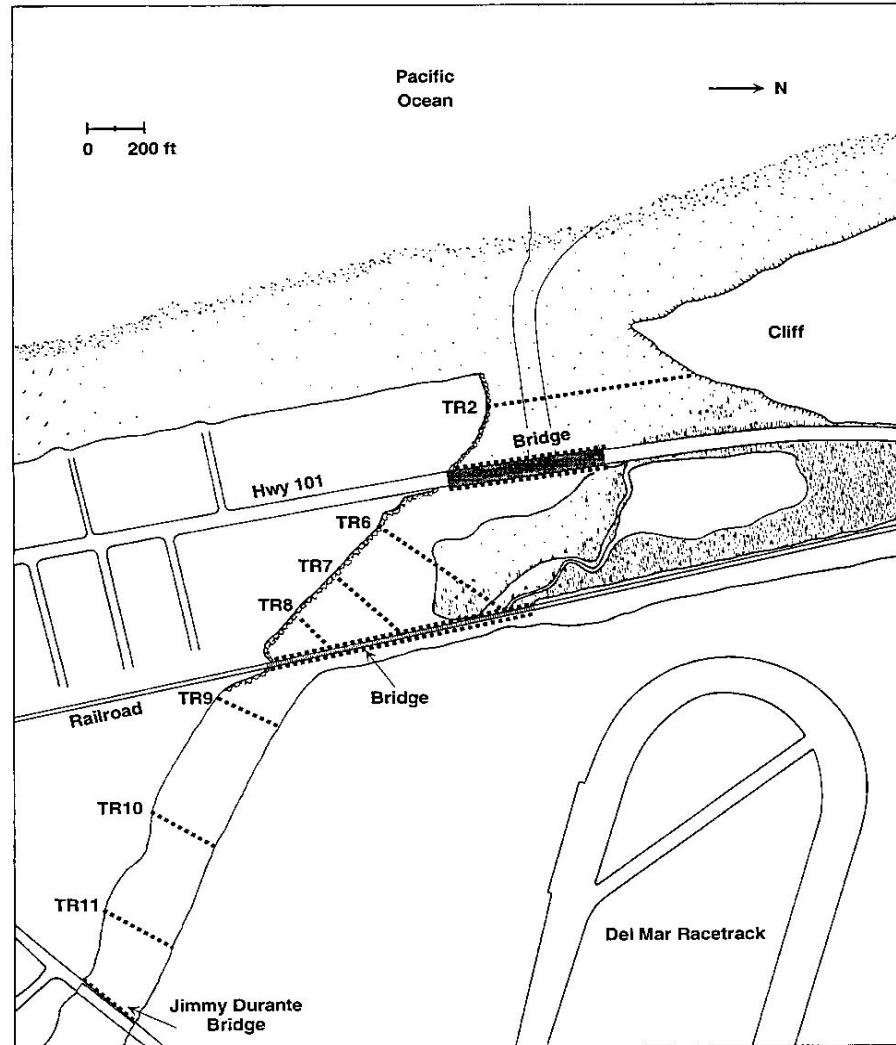 Pacific
Ocean
N
0 200 ft
Cliff
TR2
Bridge
Hwy 101
TR6
TR7
TR8
TR9
Bridge
Railroad
TR10
TR11
Del Mar Racetrack
Jimmy Durante
Bridge